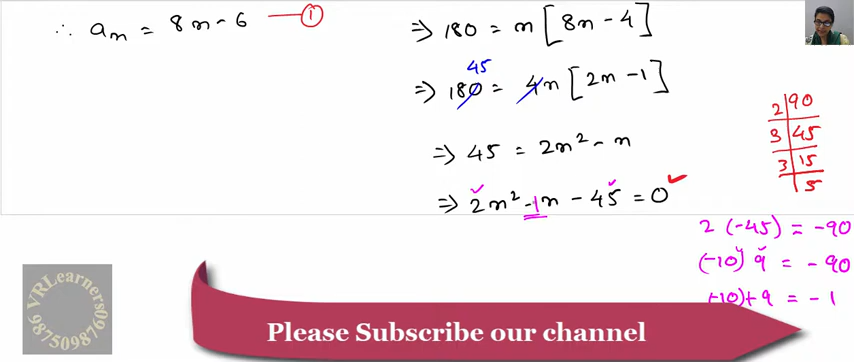 ∴ aₙ = 8n - 6 —— ①
⇒ 180 = n [8n - 4]
45
⇒ 180 = 4n [2n - 1]
⇒ 45 = 2n² - n
⇒ 2n² - 1n - 45 = 0
2 | 90
3 | 45
3 | 15
5
2 (-45) = -90
(-10) 9 = -90
(-10) + 9 = -1
VRLearners
9875098760
Please Subscribe our channel